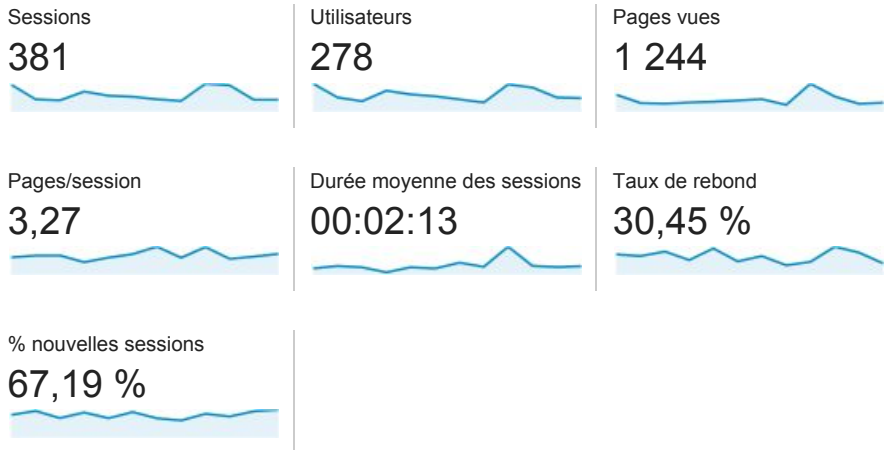 Sessions
381
Utilisateurs
278
Pages vues
1 244
Pages/session
3,27
Durée moyenne des sessions
00:02:13
Taux de rebond
30,45 %
% nouvelles sessions
67,19 %